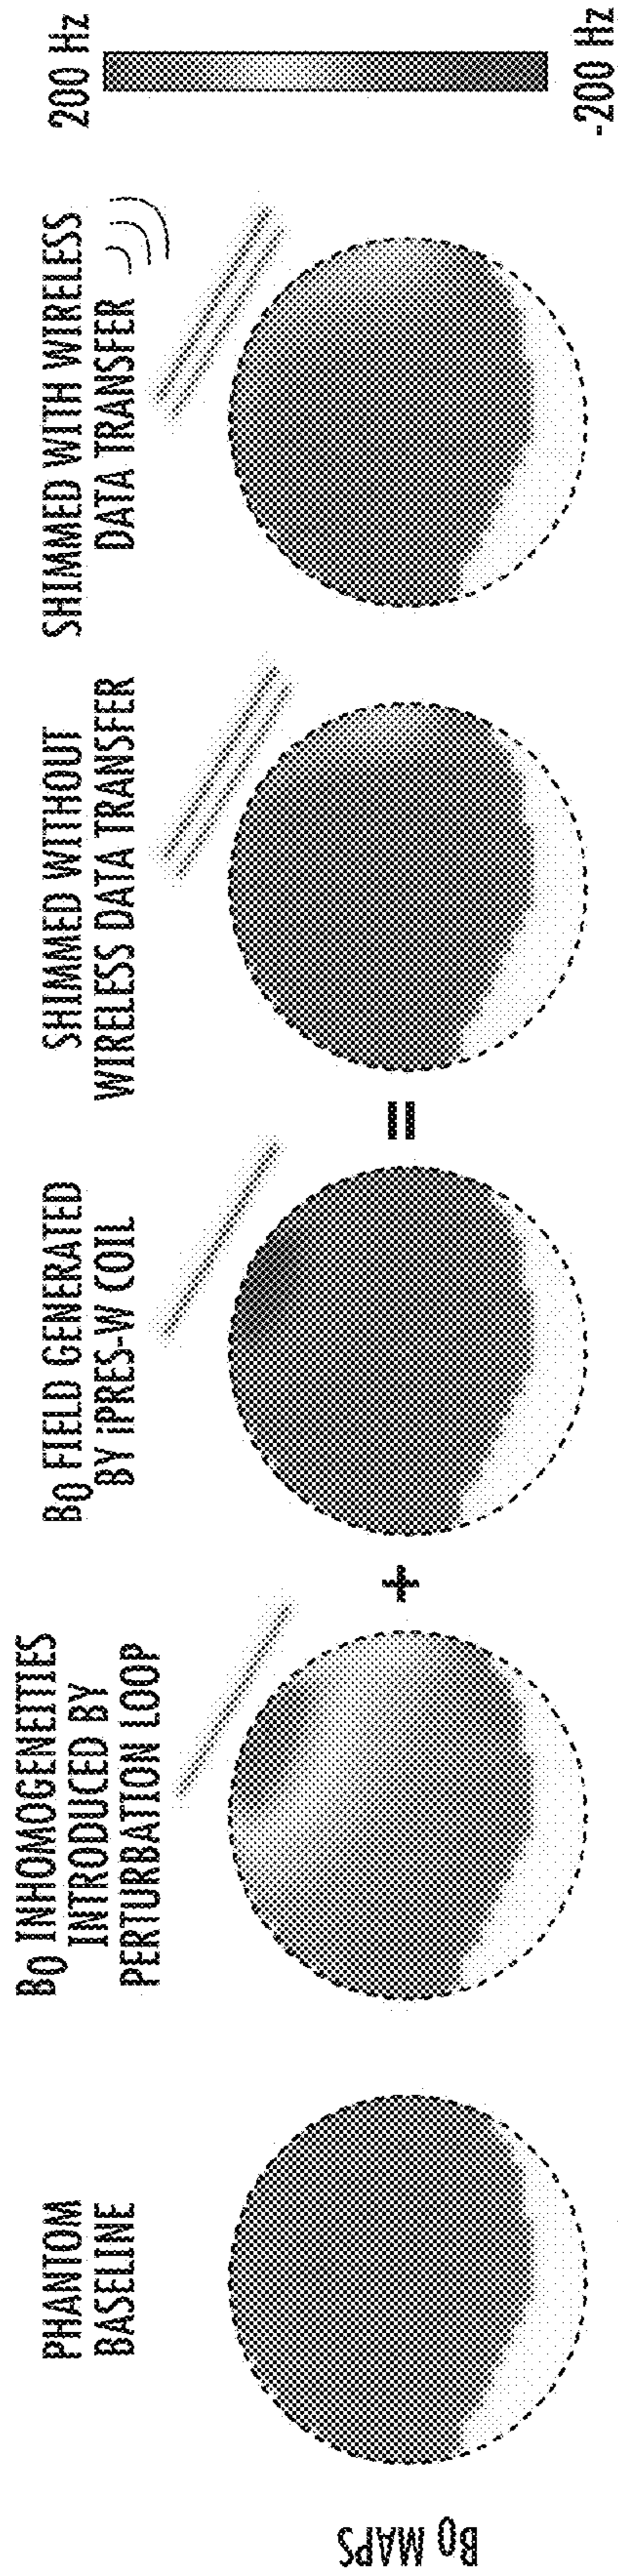 B0 MAPS
PHANTOM
BASELINE
B0 INHOMOGENEITIES
INTRODUCED BY
PERTURBATION LOOP
+
B0 FIELD GENERATED
BY iPRES-W COIL
=
SHIMMED WITHOUT
WIRELESS DATA TRANSFER
SHIMMED WITH WIRELESS
DATA TRANSFER
200 Hz
-200 Hz